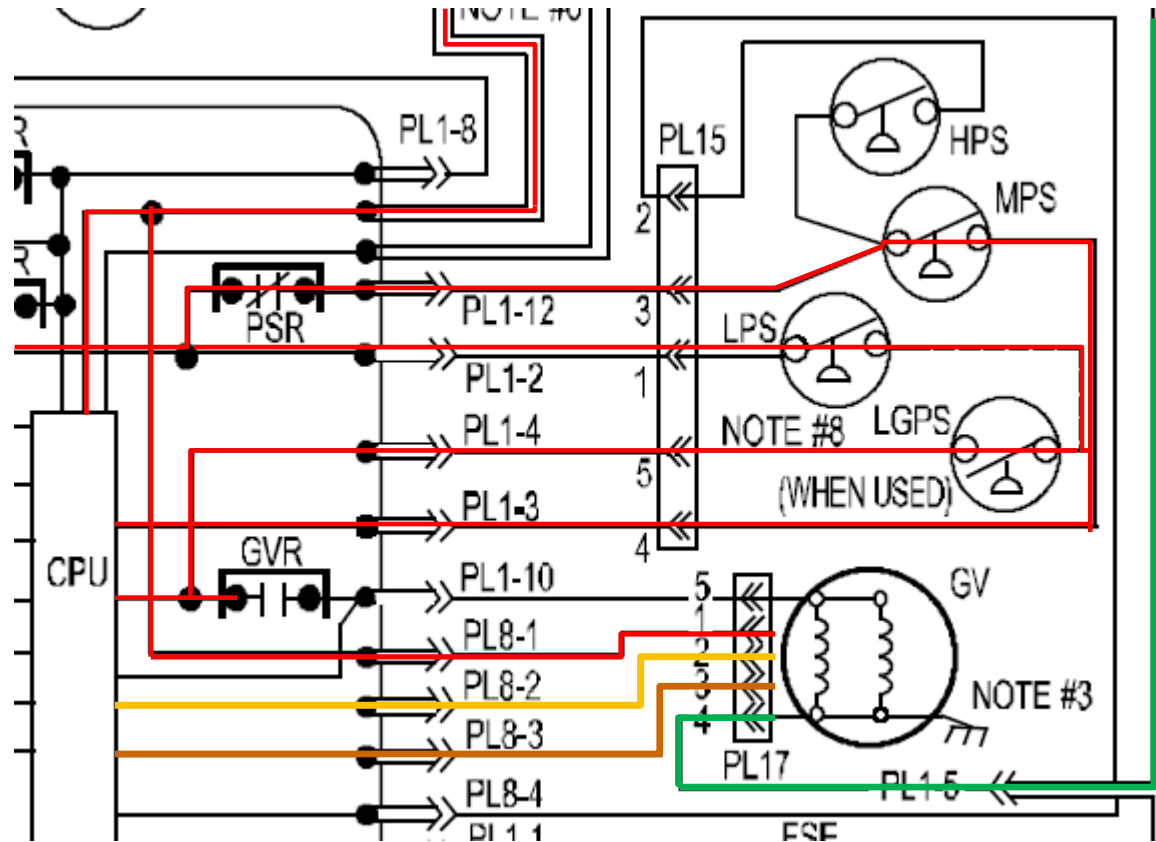 NOTE #6
PL1-8
PL15
HPS
R
MPS
2
R
PSR
PL1-12
3
LPS
PL1-2
1
PL1-4
NOTE #8
LGPS
5
(WHEN USED)
PL1-3
4
CPU
GVR
PL1-10
5
GV
1
PL8-1
2
PL8-2
3
NOTE #3
PL8-3
4
PL17
PL1-5
PL8-4
PL1-1
ESE